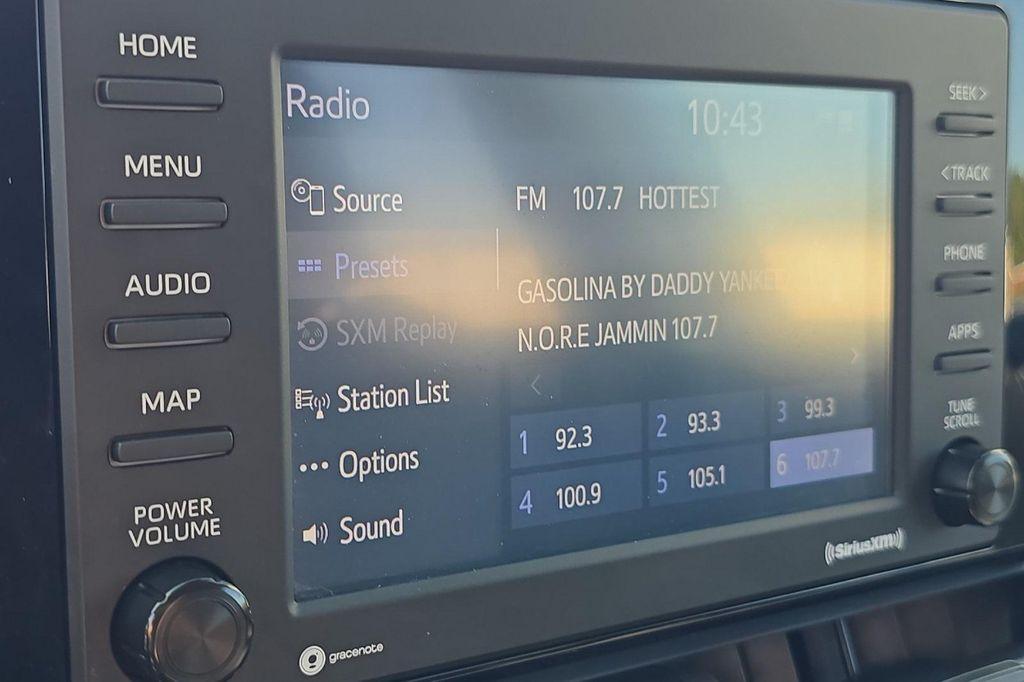 HOME
MENU
AUDIO
MAP
POWER
VOLUME
Radio
10:43
Source
Presets
SXM Replay
Station List
Options
Sound
FM 107.7 HOTTEST
GASOLINA BY DADDY YANKEE
N.O.R.E JAMMIN 107.7
1 92.3
2 93.3
3 99.3
4 100.9
5 105.1
6 107.7
SEEK>
<TRACK
PHONE
APPS
TUNE
SCROLL
((SiriusXM))
gracenote